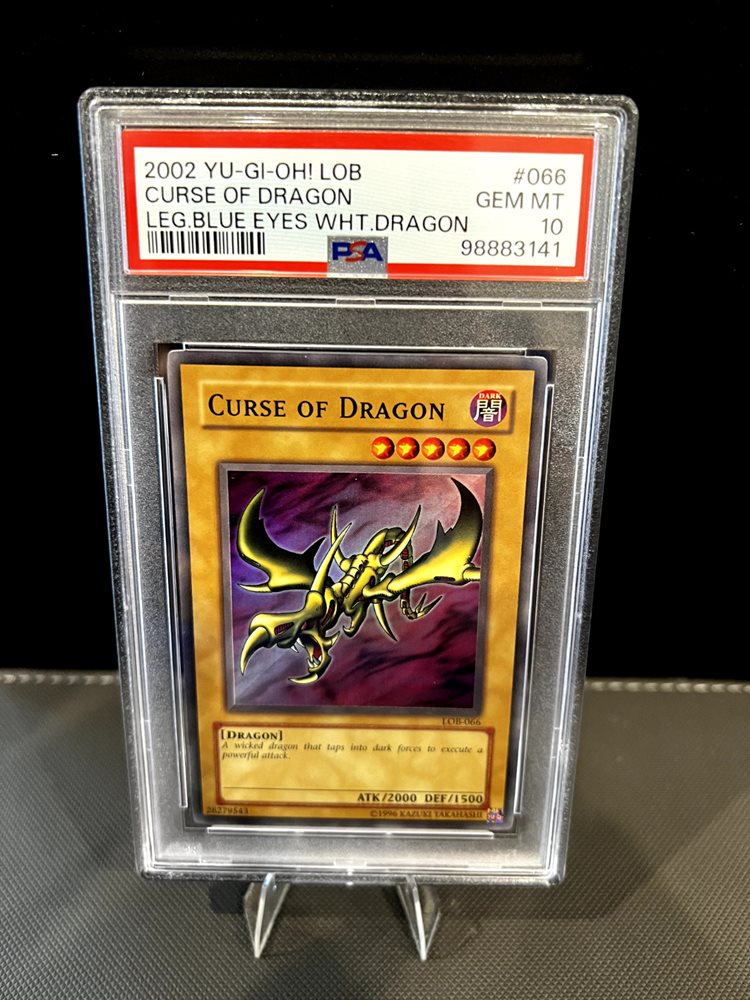 2002 YU-GI-OH! LOB #066
CURSE OF DRAGON GEM MT
LEG.BLUE EYES WHT.DRAGON 10
PSA 98883141
CURSE OF DRAGON
DARK
闇
LOB-066
[DRAGON]
A wicked dragon that taps into dark forces to execute a
powerful attack.
ATK/2000 DEF/1500
28279543 ©1996 KAZUKI TAKAHASHI